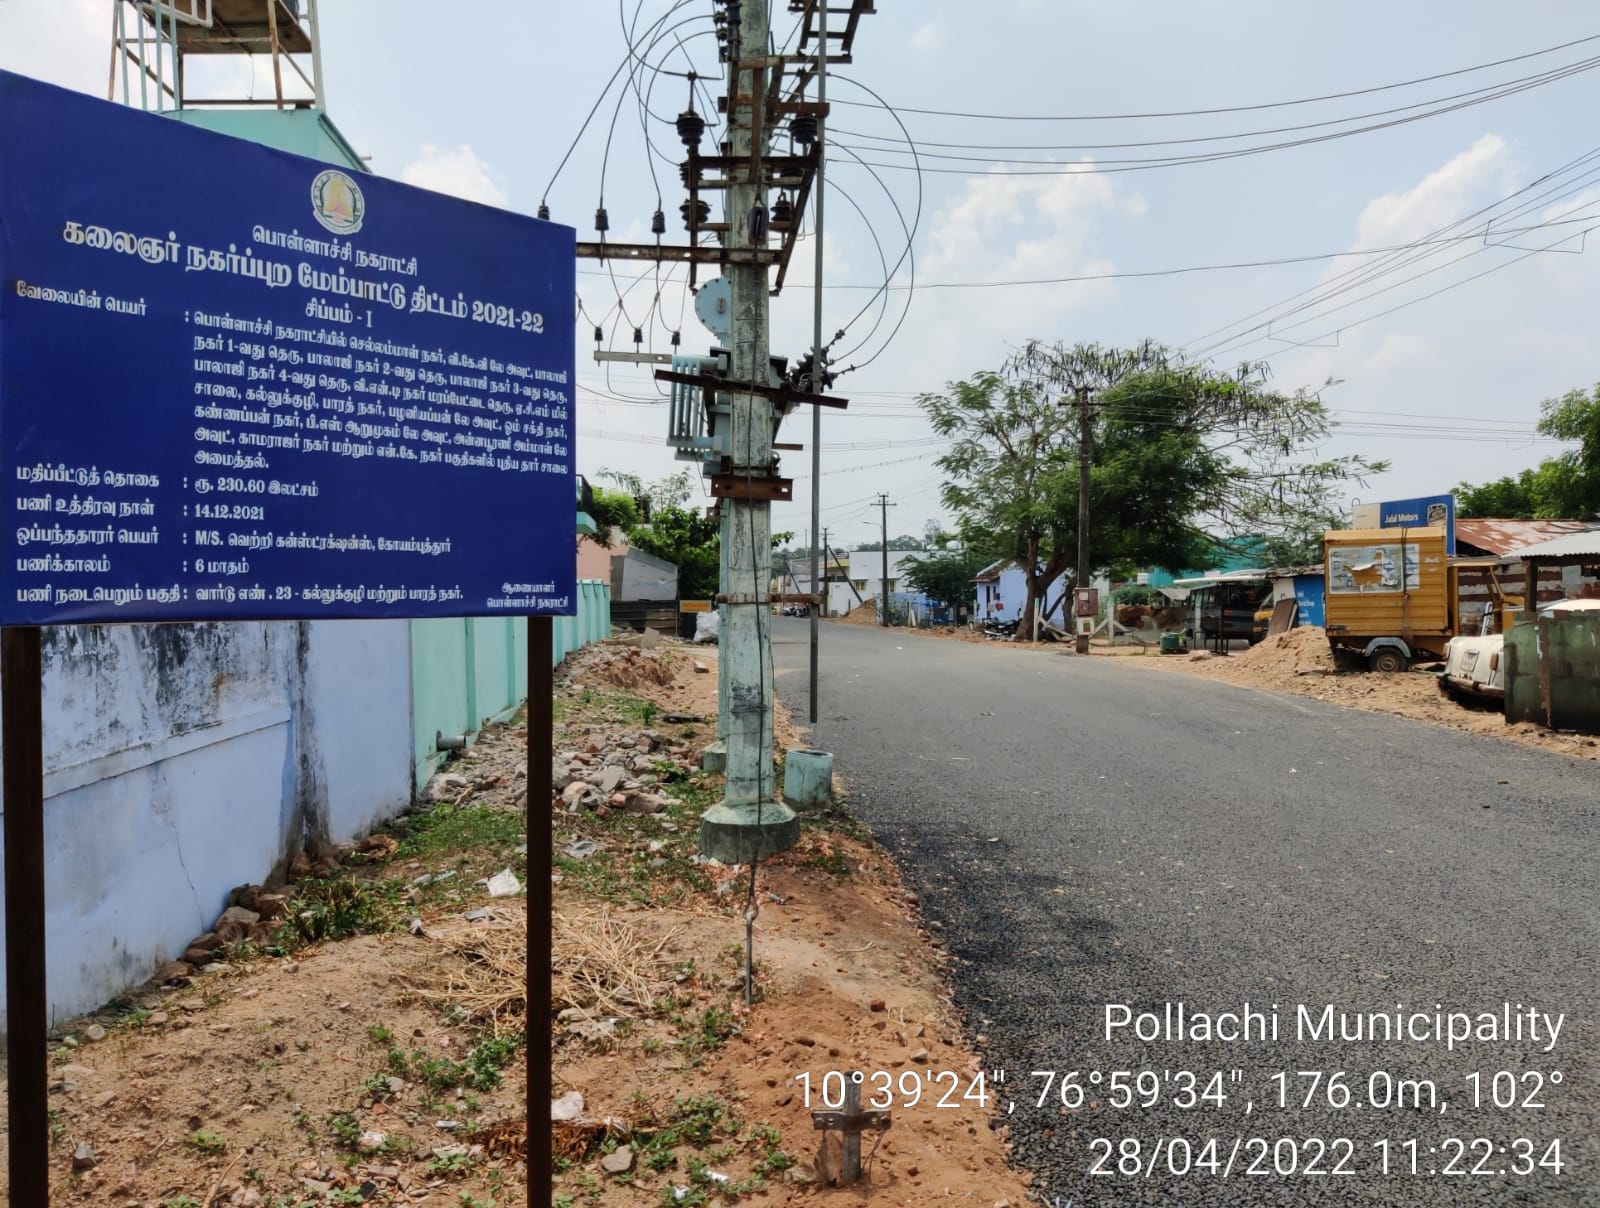 பொள்ளாச்சி நகராட்சி
கலைஞர் நகர்ப்புற மேம்பாட்டு திட்டம் 2021-22
சிப்பம் - I
வேலையின் பெயர் : பொள்ளாச்சி நகராட்சியில் செல்லம்மாள் நகர், வி.கே.வி லே அவுட், பாலாஜி
நகர் 1-வது தெரு, பாலாஜி நகர் 2-வது தெரு, பாலாஜி நகர் 3-வது தெரு,
பாலாஜி நகர் 4-வது தெரு, வி.என்.டி நகர் மரப்பேட்டை தெரு, ஏ.சி.எம் மில்
சாலை, கல்லுக்குழி, பாரத் நகர், பழனியப்பன் லே அவுட், ஓம் சக்தி நகர்,
கண்ணப்பன் நகர், பி.எஸ் ஆறுமுகம் லே அவுட், அன்னபூரணி அம்மாள் லே
அவுட், காமராஜர் நகர் மற்றும் என்.கே. நகர் பகுதிகளில் புதிய தார் சாலை
அமைத்தல்.
மதிப்பீட்டுத் தொகை : ரூ. 230.60 இலட்சம்
பணி உத்திரவு நாள் : 14.12.2021
ஒப்பந்ததாரர் பெயர் : M/S. வெற்றி கன்ஸ்ட்ரக்‌ஷன்ஸ், கோயம்புத்தூர்
பணிக்காலம் : 6 மாதம்
பணி நடைபெறும் பகுதி : வார்டு எண். 23 - கல்லுக்குழி மற்றும் பாரத் நகர்.
ஆணையாளர்
பொள்ளாச்சி நகராட்சி
Jalal Motors
Pollachi Municipality
10°39'24", 76°59'34", 176.0m, 102°
28/04/2022 11:22:34